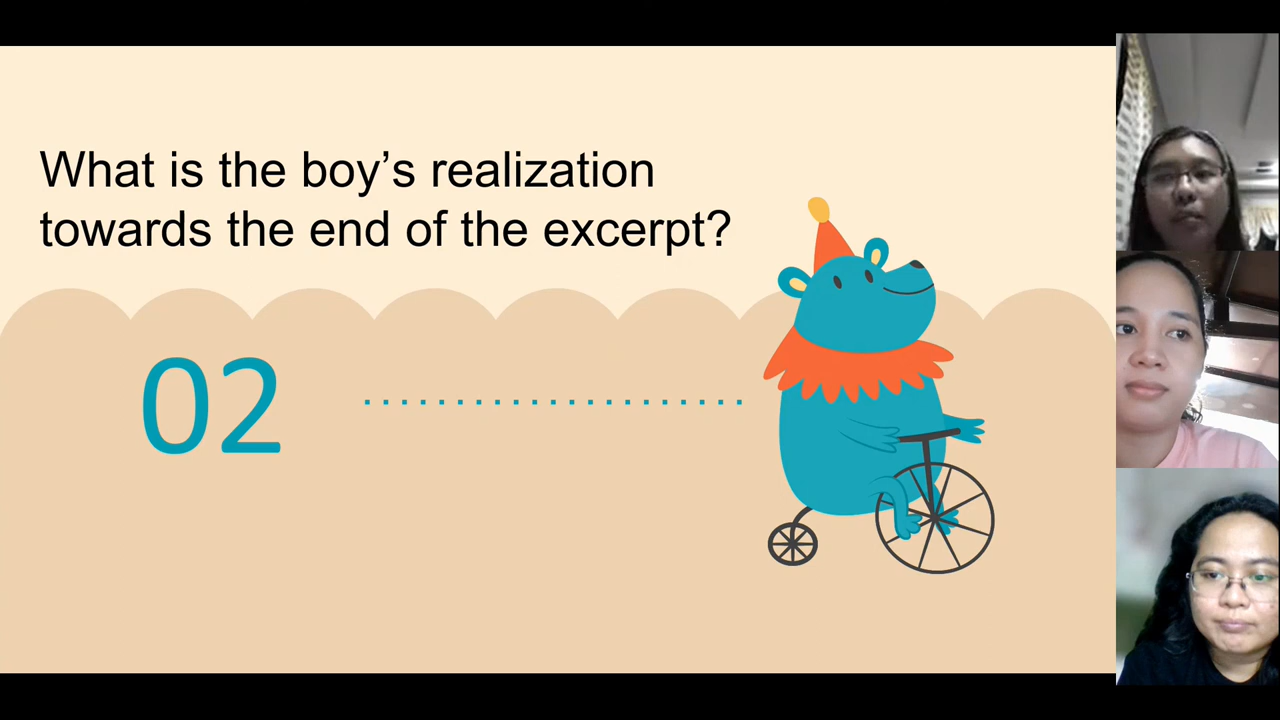 What is the boy’s realization
towards the end of the excerpt?
02